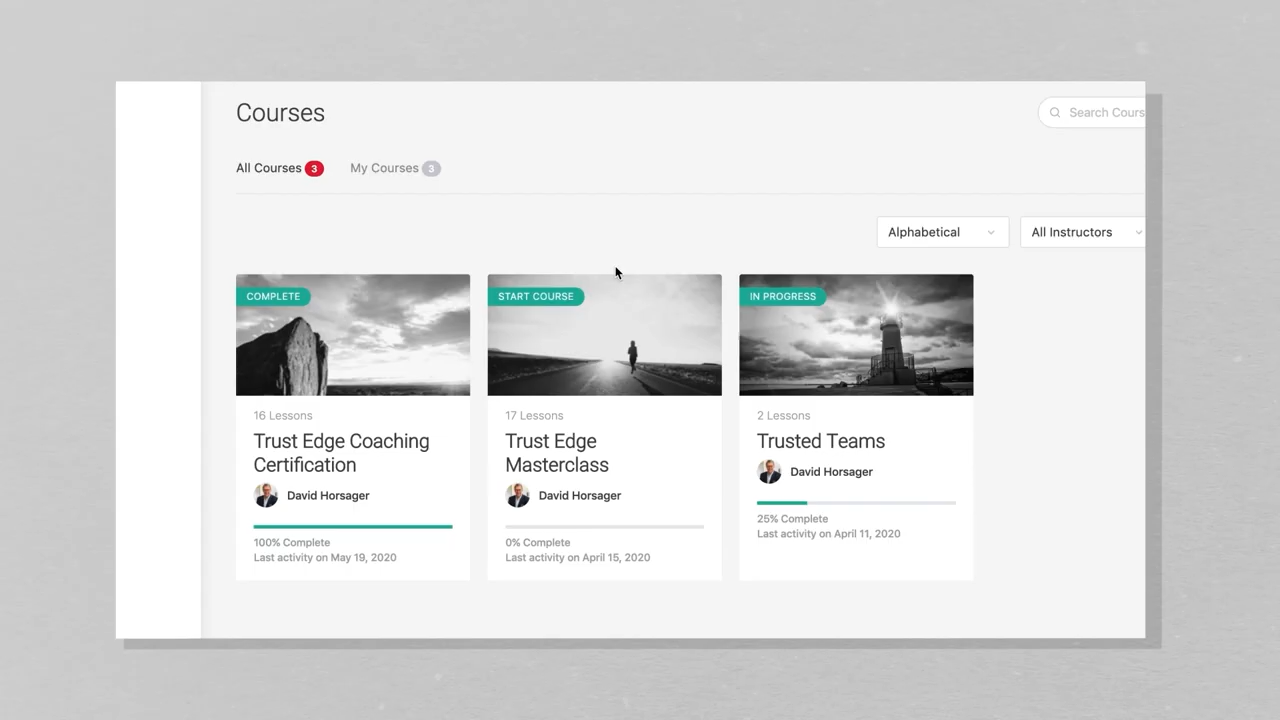 Courses
Search Cours
All Courses 3
My Courses 3
Alphabetical
All Instructors
COMPLETE
START COURSE
IN PROGRESS
16 Lessons
Trust Edge Coaching
Certification
David Horsager
100% Complete
Last activity on May 19, 2020
17 Lessons
Trust Edge
Masterclass
David Horsager
0% Complete
Last activity on April 15, 2020
2 Lessons
Trusted Teams
David Horsager
25% Complete
Last activity on April 11, 2020